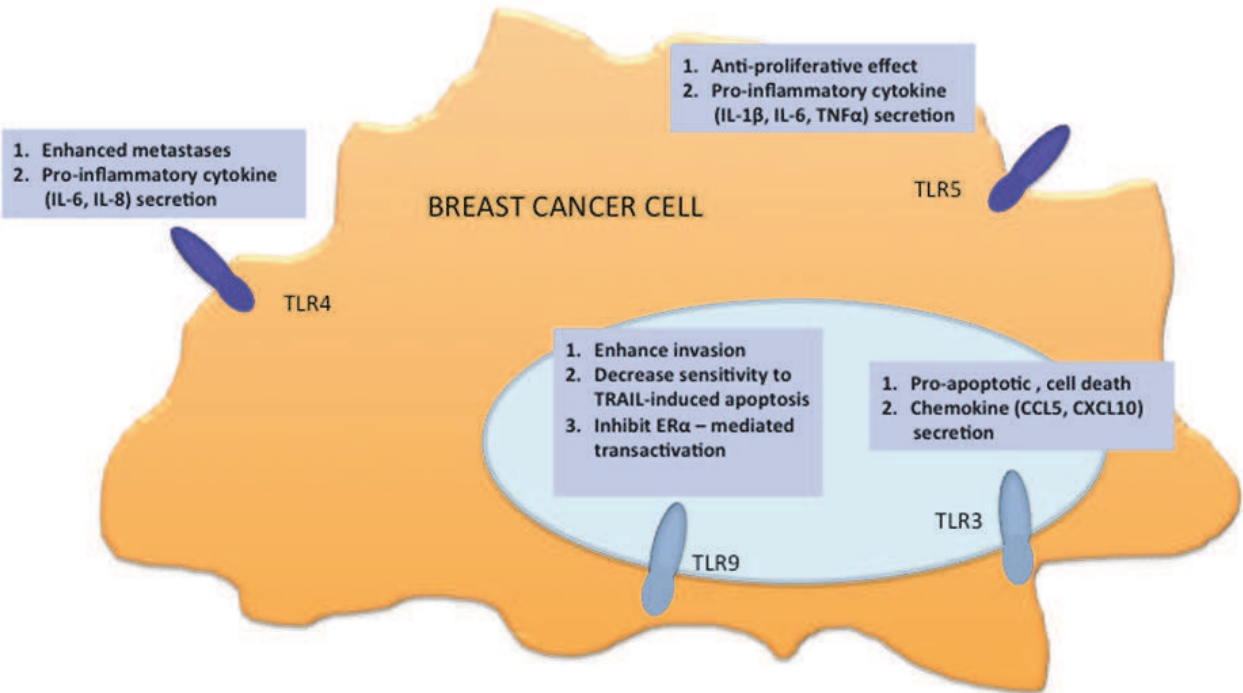 1. Anti-proliferative effect
2. Pro-inflammatory cytokine
(IL-1β, IL-6, TNFα) secretion
1. Enhanced metastases
2. Pro-inflammatory cytokine
(IL-6, IL-8) secretion
TLR5
BREAST CANCER CELL
TLR4
1. Enhance invasion
2. Decrease sensitivity to
TRAIL-induced apoptosis
3. Inhibit ERα – mediated
transactivation
1. Pro-apoptotic , cell death
2. Chemokine (CCL5, CXCL10)
secretion
TLR3
TLR9